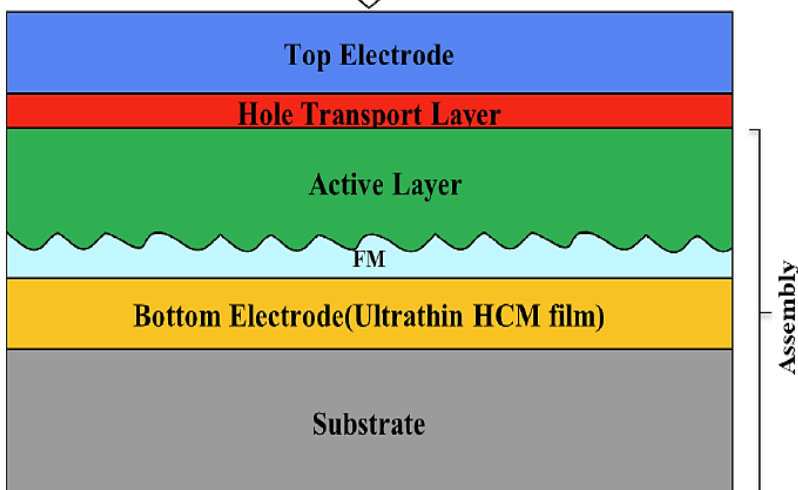 Top Electrode
Hole Transport Layer
Active Layer
FM
Bottom Electrode(Ultrathin HCM film)
Substrate
Assembly